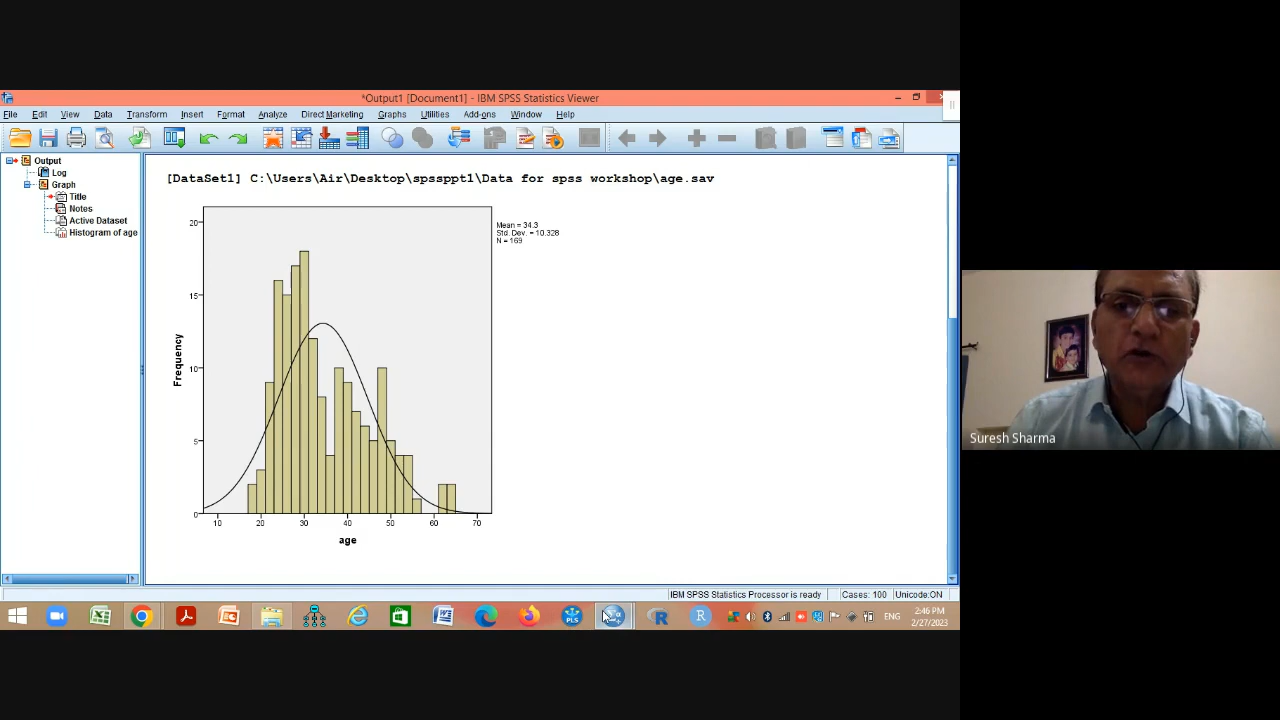 *Output1 [Document1] - IBM SPSS Statistics Viewer
File Edit View Data Transform Insert Format Analyze Direct Marketing Graphs Utilities Add-ons Window Help
Output
Log
Graph
Title
Notes
Active Dataset
Histogram of age
[DataSet1] C:\Users\Air\Desktop\spssppt1\Data for spss workshop\age.sav
Mean = 34.3
Std. Dev. = 10.328
N = 169
Frequency
20
15
10
5
0
10 20 30 40 50 60 70
age
Suresh Sharma
IBM SPSS Statistics Processor is ready Cases: 100 Unicode:ON
PLS
R
R
ENG
2:46 PM
2/27/2023